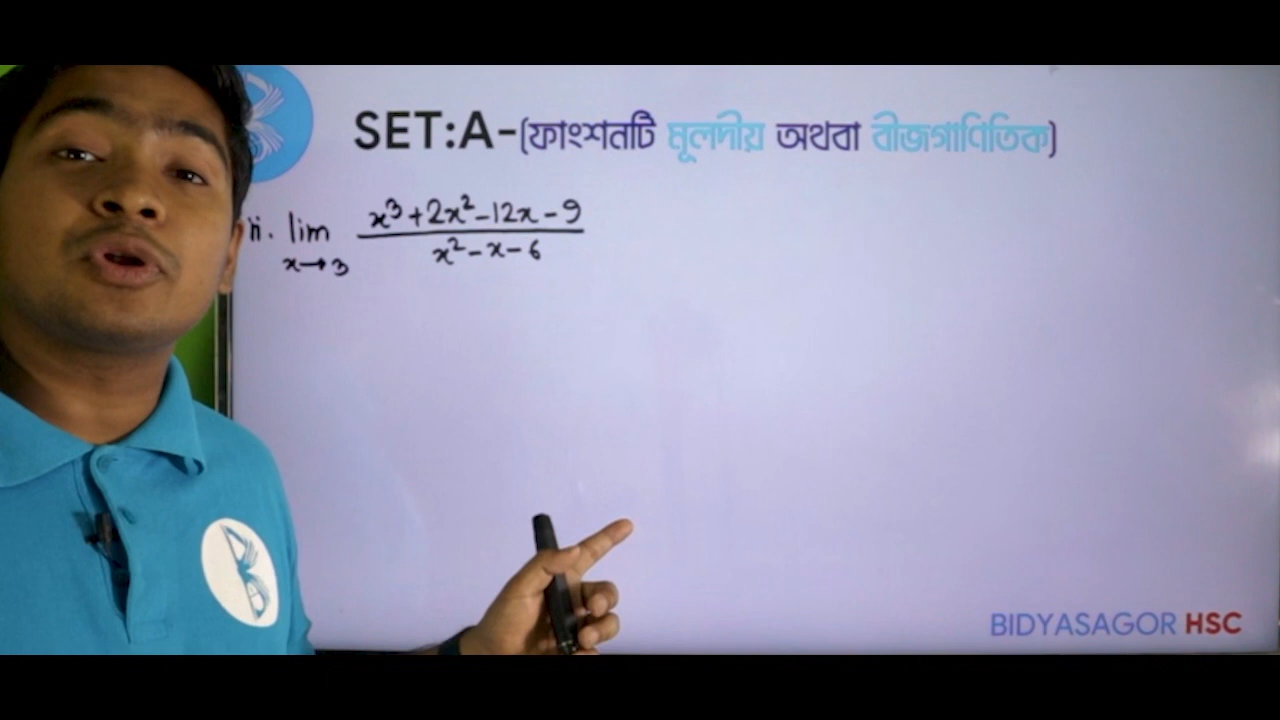 SET:A-(ফাংশনটি মূলদীয় অথবা বীজগাণিতিক)
ii. lim x→3 x³+2x²-12x-9 / x²-x-6
BIDYASAGOR HSC